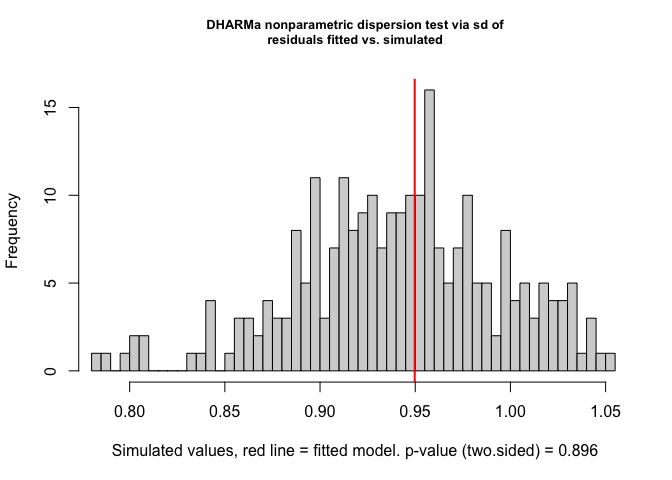 DHARMa nonparametric dispersion test via sd of
residuals fitted vs. simulated
Frequency
15
10
5
0
0.80 0.85 0.90 0.95 1.00 1.05
Simulated values, red line = fitted model. p-value (two.sided) = 0.896